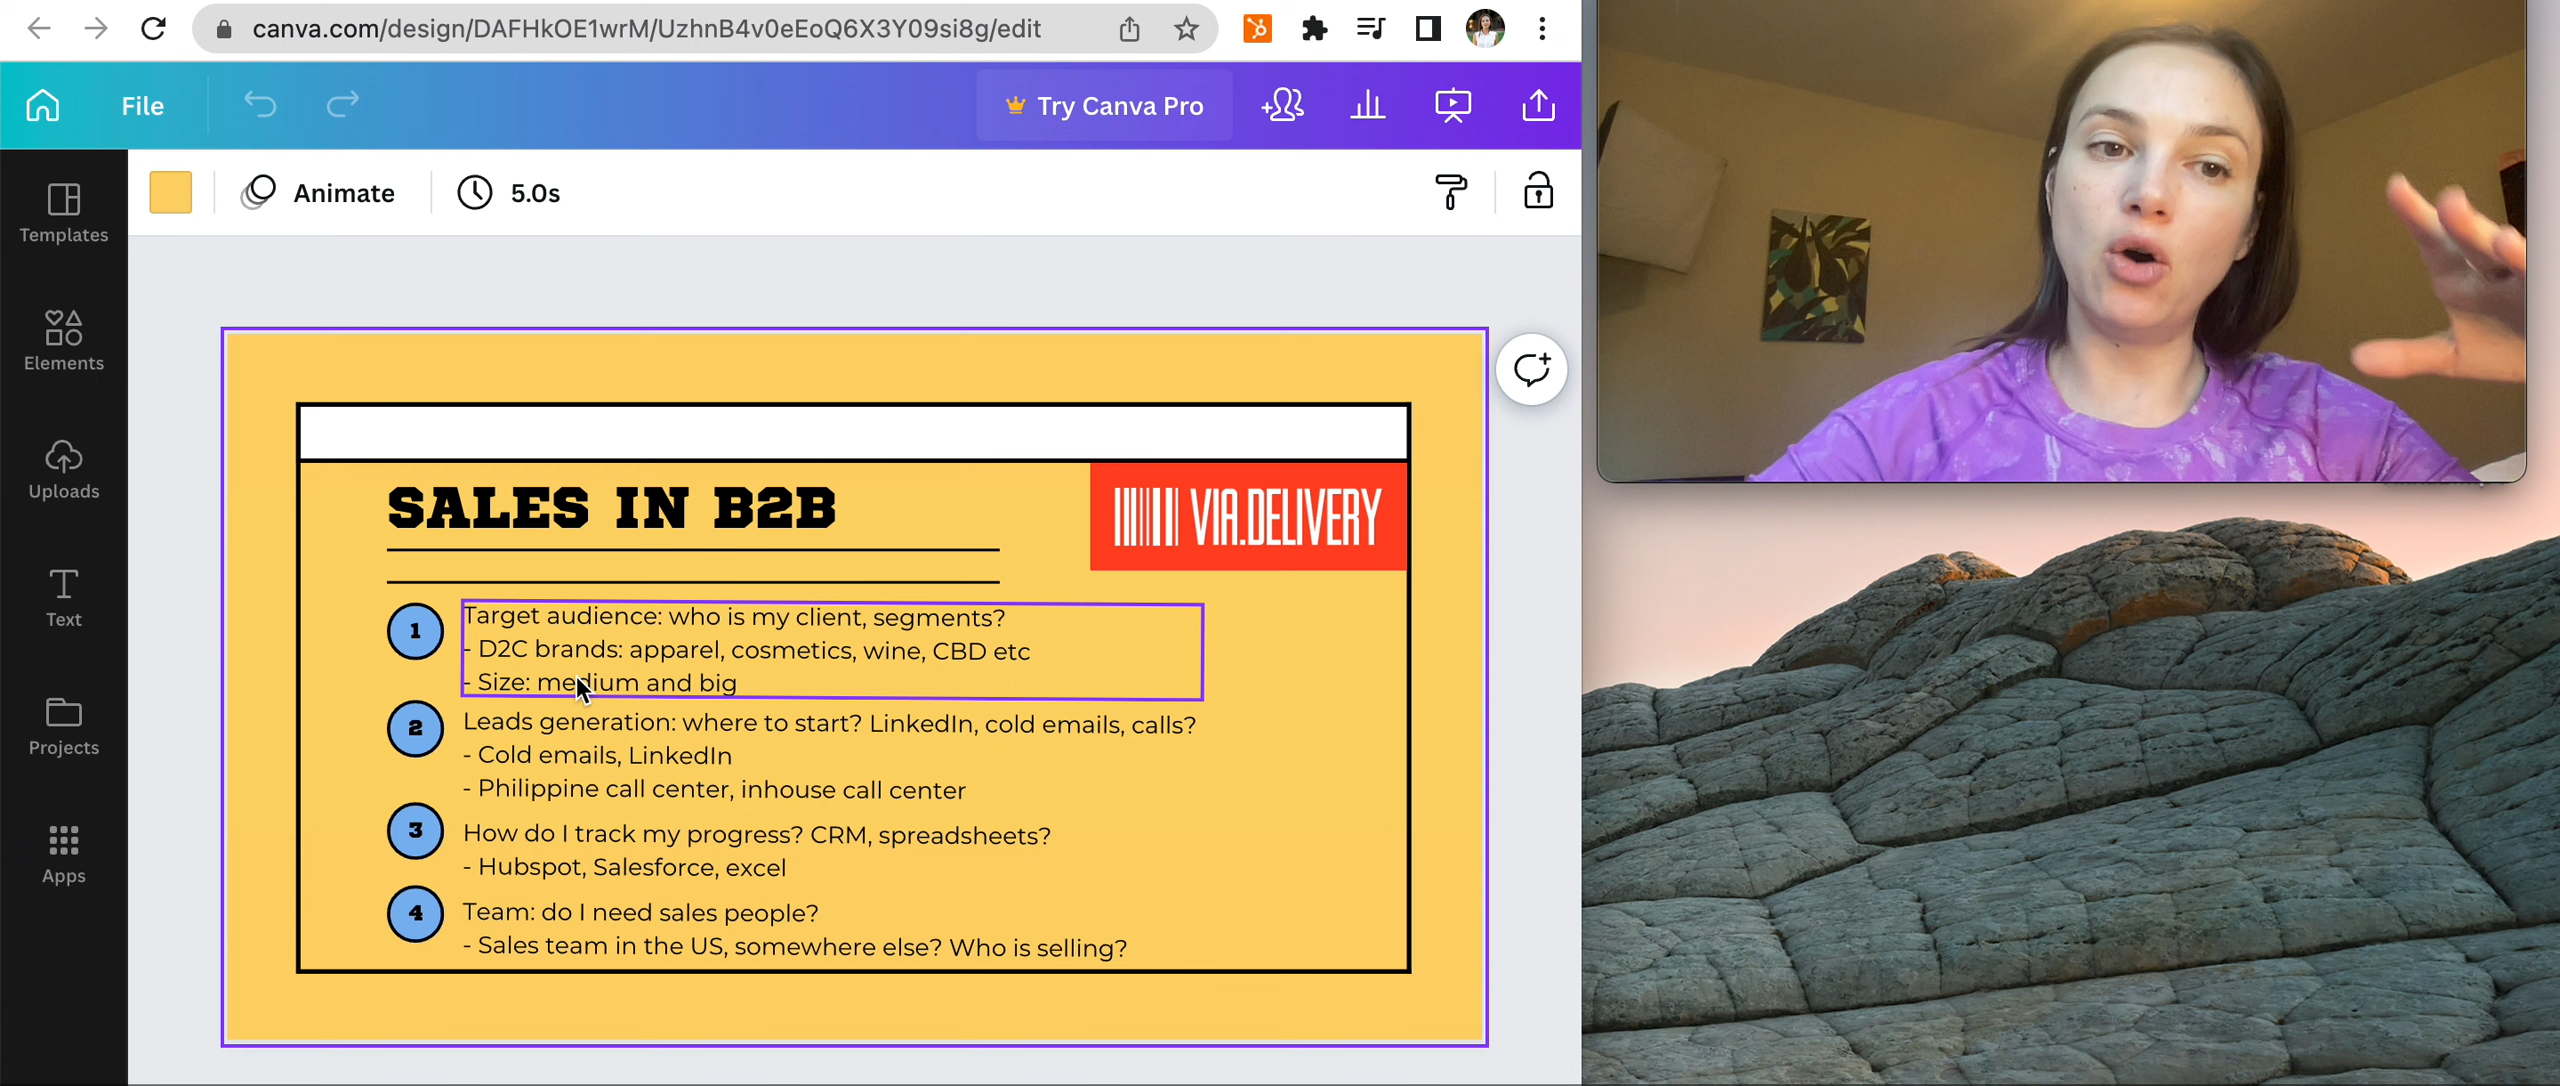 canva.com/design/DAFHkOE1wrM/UzhnB4v0eEoQ6X3Y09si8g/edit
File
Try Canva Pro
Templates
Animate
5.0s
Elements
Uploads
Text
Projects
Apps
SALES IN B2B
VIA.DELIVERY
1
Target audience: who is my client, segments?
- D2C brands: apparel, cosmetics, wine, CBD etc
- Size: medium and big
2
Leads generation: where to start? LinkedIn, cold emails, calls?
- Cold emails, LinkedIn
- Philippine call center, inhouse call center
3
How do I track my progress? CRM, spreadsheets?
- Hubspot, Salesforce, excel
4
Team: do I need sales people?
- Sales team in the US, somewhere else? Who is selling?